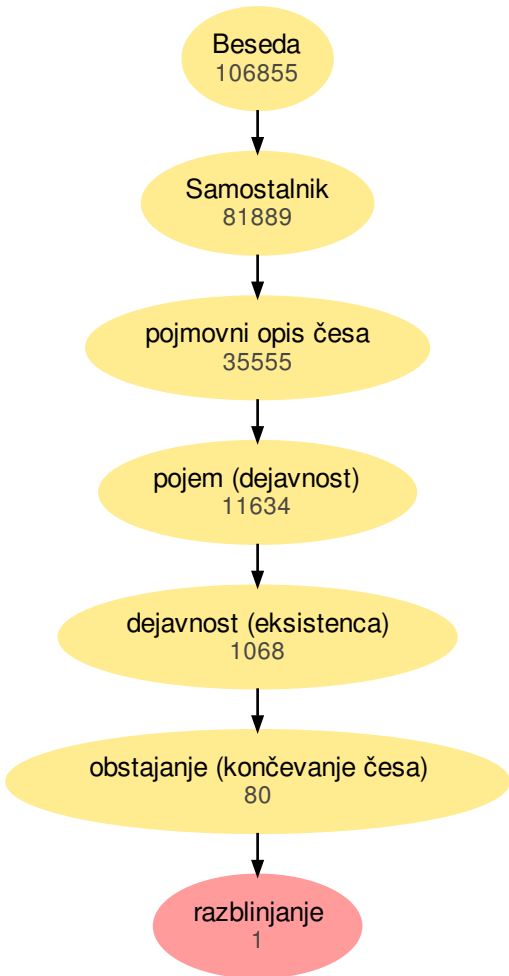 Beseda
106855
Samostalnik
81889
pojmovni opis česa
35555
pojem (dejavnost)
11634
dejavnost (eksistenca)
1068
obstajanje (končevanje česa)
80
razblinjanje
1